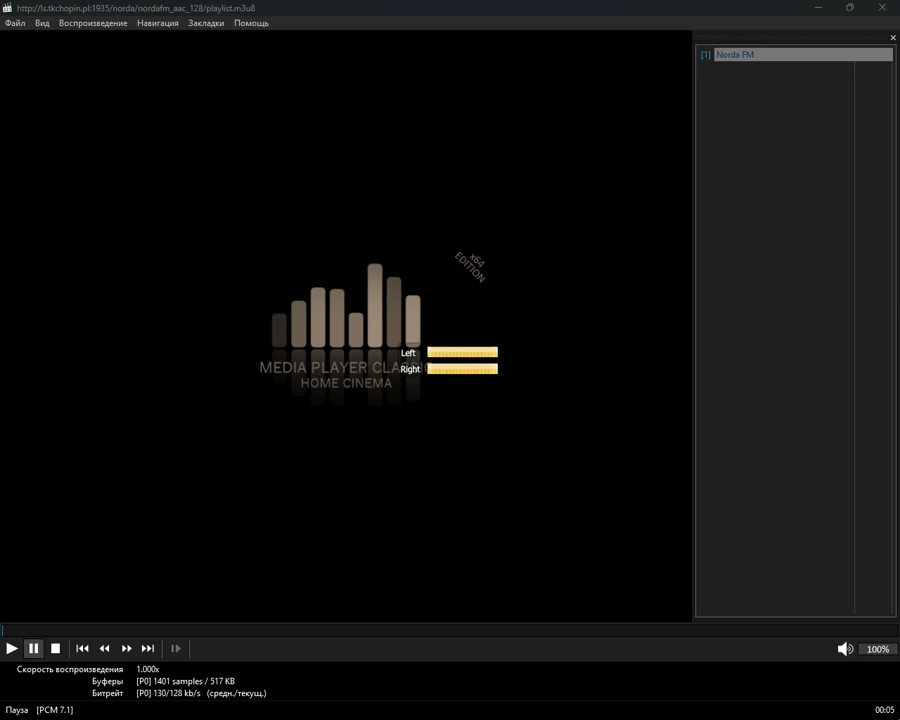 http://ls.tkchopin.pl:1935/norda/nordafm_aac_128/playlist.m3u8
Файл Вид Воспроизведение Навигация Закладки Помощь
[1] Norda FM
x64
EDITION
Left
Right
MEDIA PLAYER CLASSIC
HOME CINEMA
100%
Скорость воспроизведения 1.000x
Буферы [P0] 1401 samples / 517 KB
Битрейт [P0] 130/128 kb/s (средн./текущ.)
Пауза [PCM 7.1] 00:05